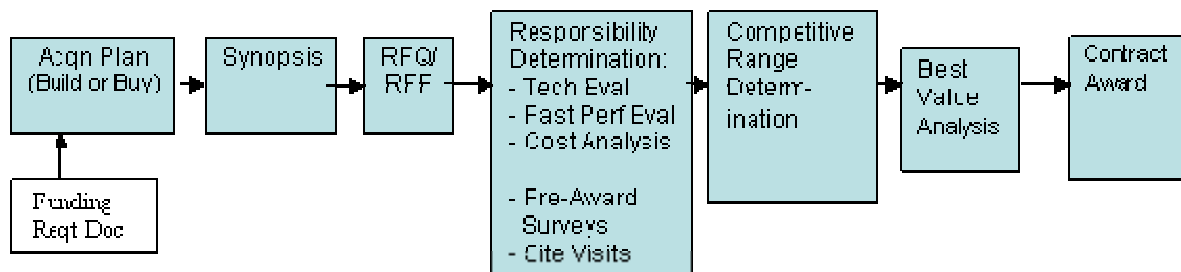 Acqn Plan
(Build or Buy)
Funding
Reqt Doc
Synopsis
RFQ/
RFP
Responsibility
Determination:
- Tech Eval
- Past Perf Eval
- Cost Analysis
- Pre-Award
Surveys
- Cite Visits
Competitive
Range
Determ-
ination
Best
Value
Analysis
Contract
Award